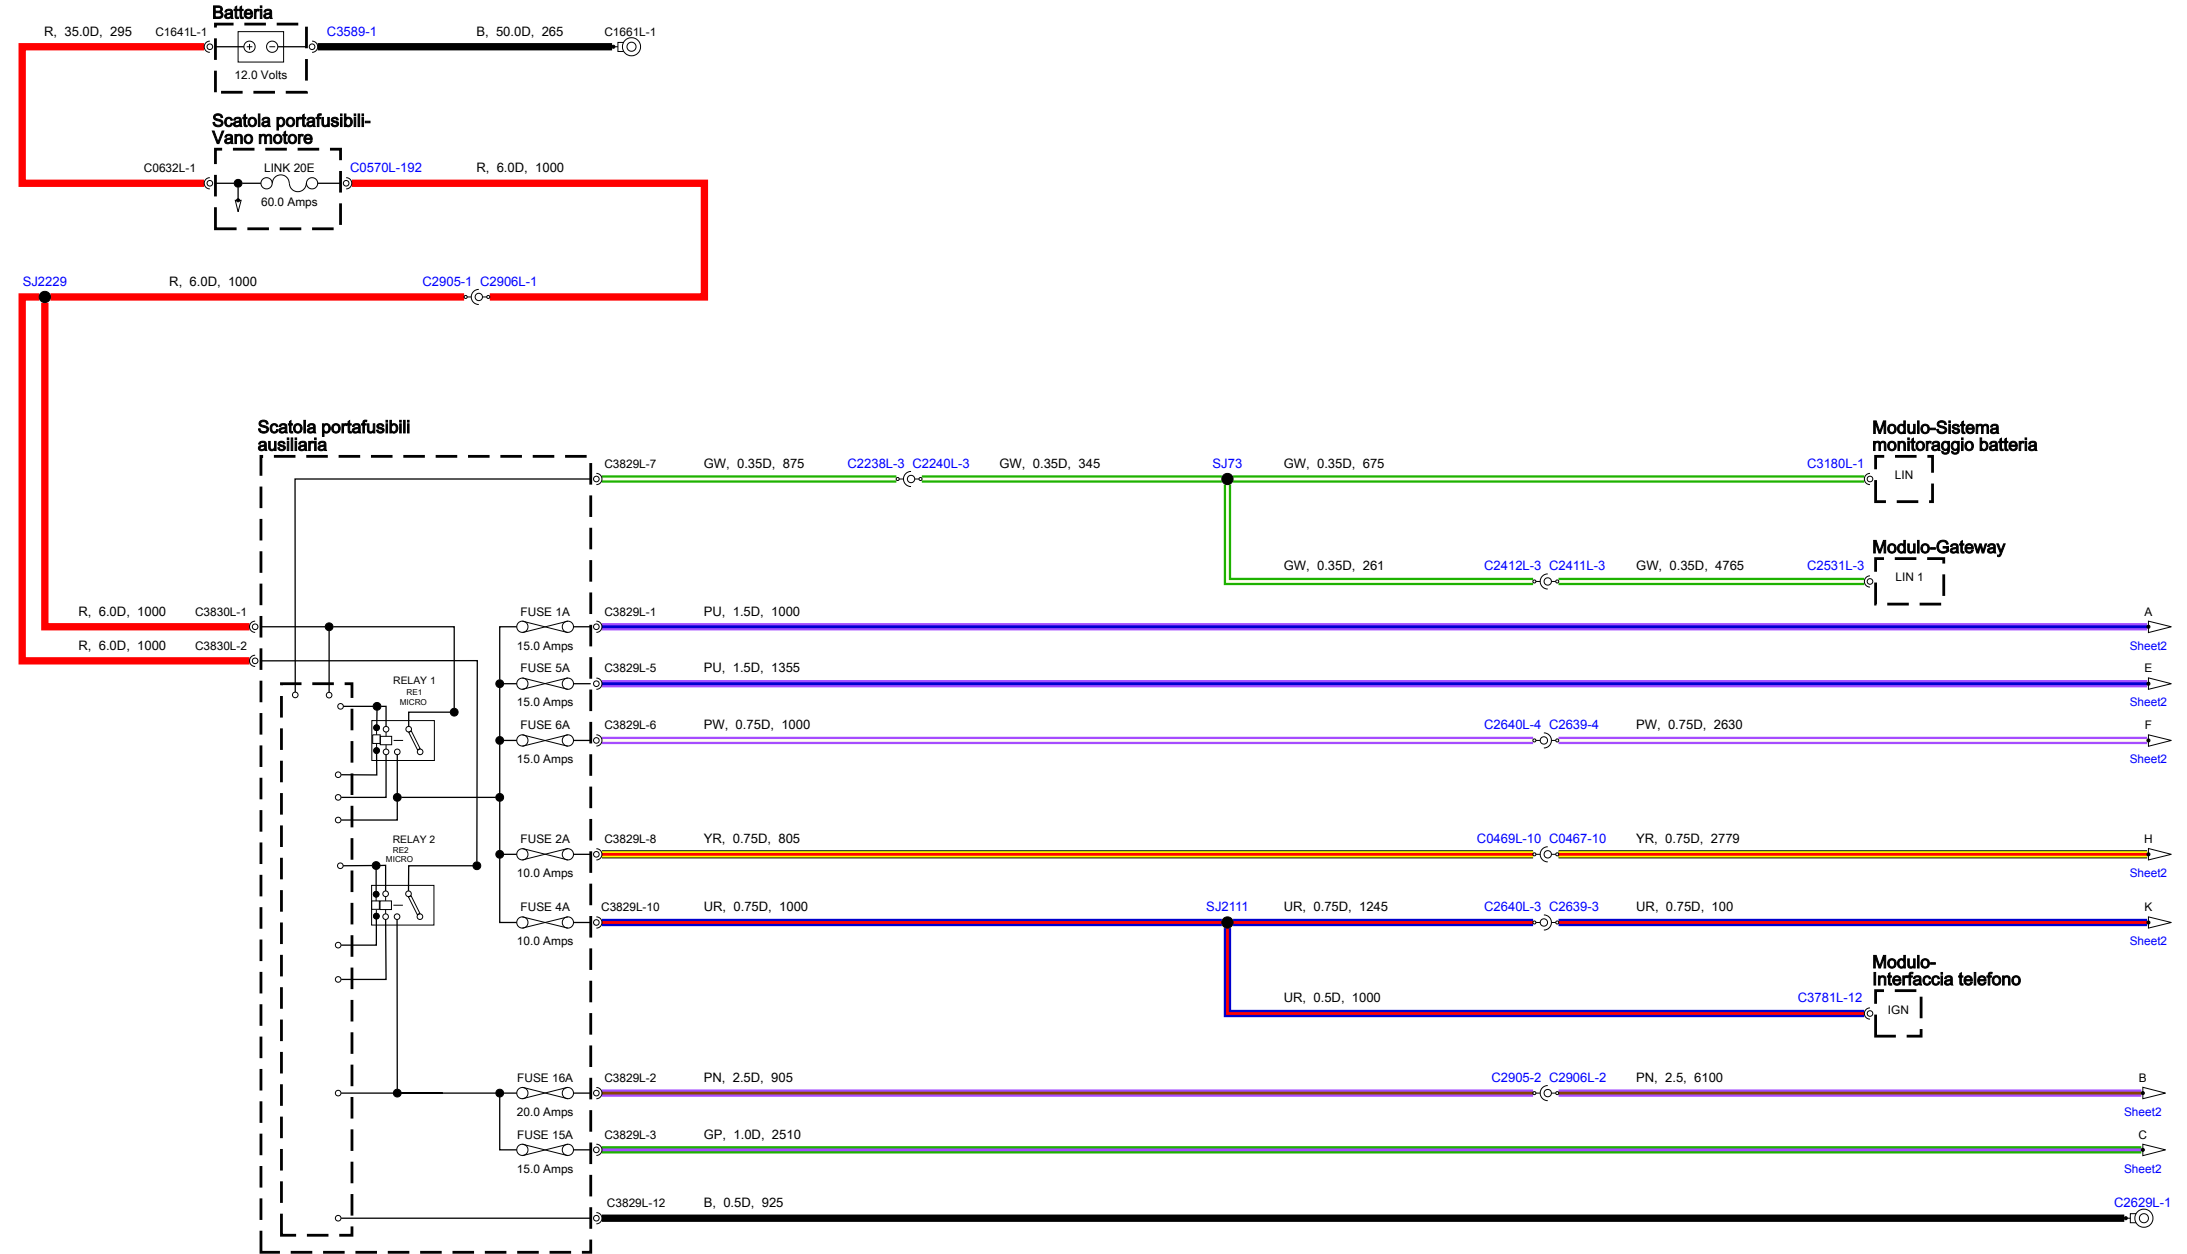 Batteria
R, 35.0D, 295 C1641L-1 C3589-1 B, 50.0D, 265 C1661L-1
12.0 Volts
Scatola portafusibili-
Vano motore
C0632L-1 LINK 20E C0570L-192 R, 6.0D, 1000
60.0 Amps
SJ2229 R, 6.0D, 1000 C2905-1 C2906L-1
Scatola portafusibili
ausiliaria
Modulo-Sistema
monitoraggio batteria
C3829L-7 GW, 0.35D, 875 C2238L-3 C2240L-3 GW, 0.35D, 345 SJ73 GW, 0.35D, 675 C3180L-1
LIN
Modulo-Gateway
GW, 0.35D, 261 C2412L-3 C2411L-3 GW, 0.35D, 4765 C2531L-3
LIN 1
R, 6.0D, 1000 C3830L-1 FUSE 1A C3829L-1 PU, 1.5D, 1000 A
15.0 Amps Sheet2
R, 6.0D, 1000 C3830L-2
FUSE 5A C3829L-5 PU, 1.5D, 1355 E
RELAY 1
RE1
MICRO
15.0 Amps Sheet2
FUSE 6A C3829L-6 PW, 0.75D, 1000 C2640L-4 C2639-4 PW, 0.75D, 2630 F
15.0 Amps Sheet2
RELAY 2
RE2
MICRO
FUSE 2A C3829L-8 YR, 0.75D, 805 C0469L-10 C0467-10 YR, 0.75D, 2779 H
10.0 Amps Sheet2
FUSE 4A C3829L-10 UR, 0.75D, 1000 SJ2111 UR, 0.75D, 1245 C2640L-3 C2639-3 UR, 0.75D, 100 K
10.0 Amps Sheet2
Modulo-
Interfaccia telefono
UR, 0.5D, 1000 C3781L-12
IGN
FUSE 16A C3829L-2 PN, 2.5D, 905 C2905-2 C2906L-2 PN, 2.5, 6100 B
20.0 Amps Sheet2
FUSE 15A C3829L-3 GP, 1.0D, 2510 C
15.0 Amps Sheet2
C3829L-12 B, 0.5D, 925 C2629L-1